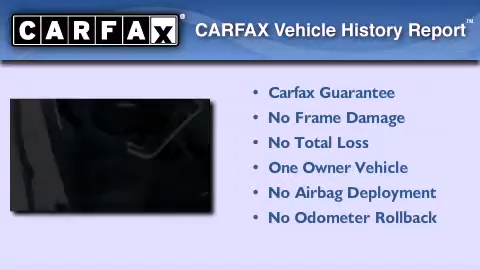 CARFAX® CARFAX Vehicle History Report™
• Carfax Guarantee
• No Frame Damage
• No Total Loss
• One Owner Vehicle
• No Airbag Deployment
• No Odometer Rollback